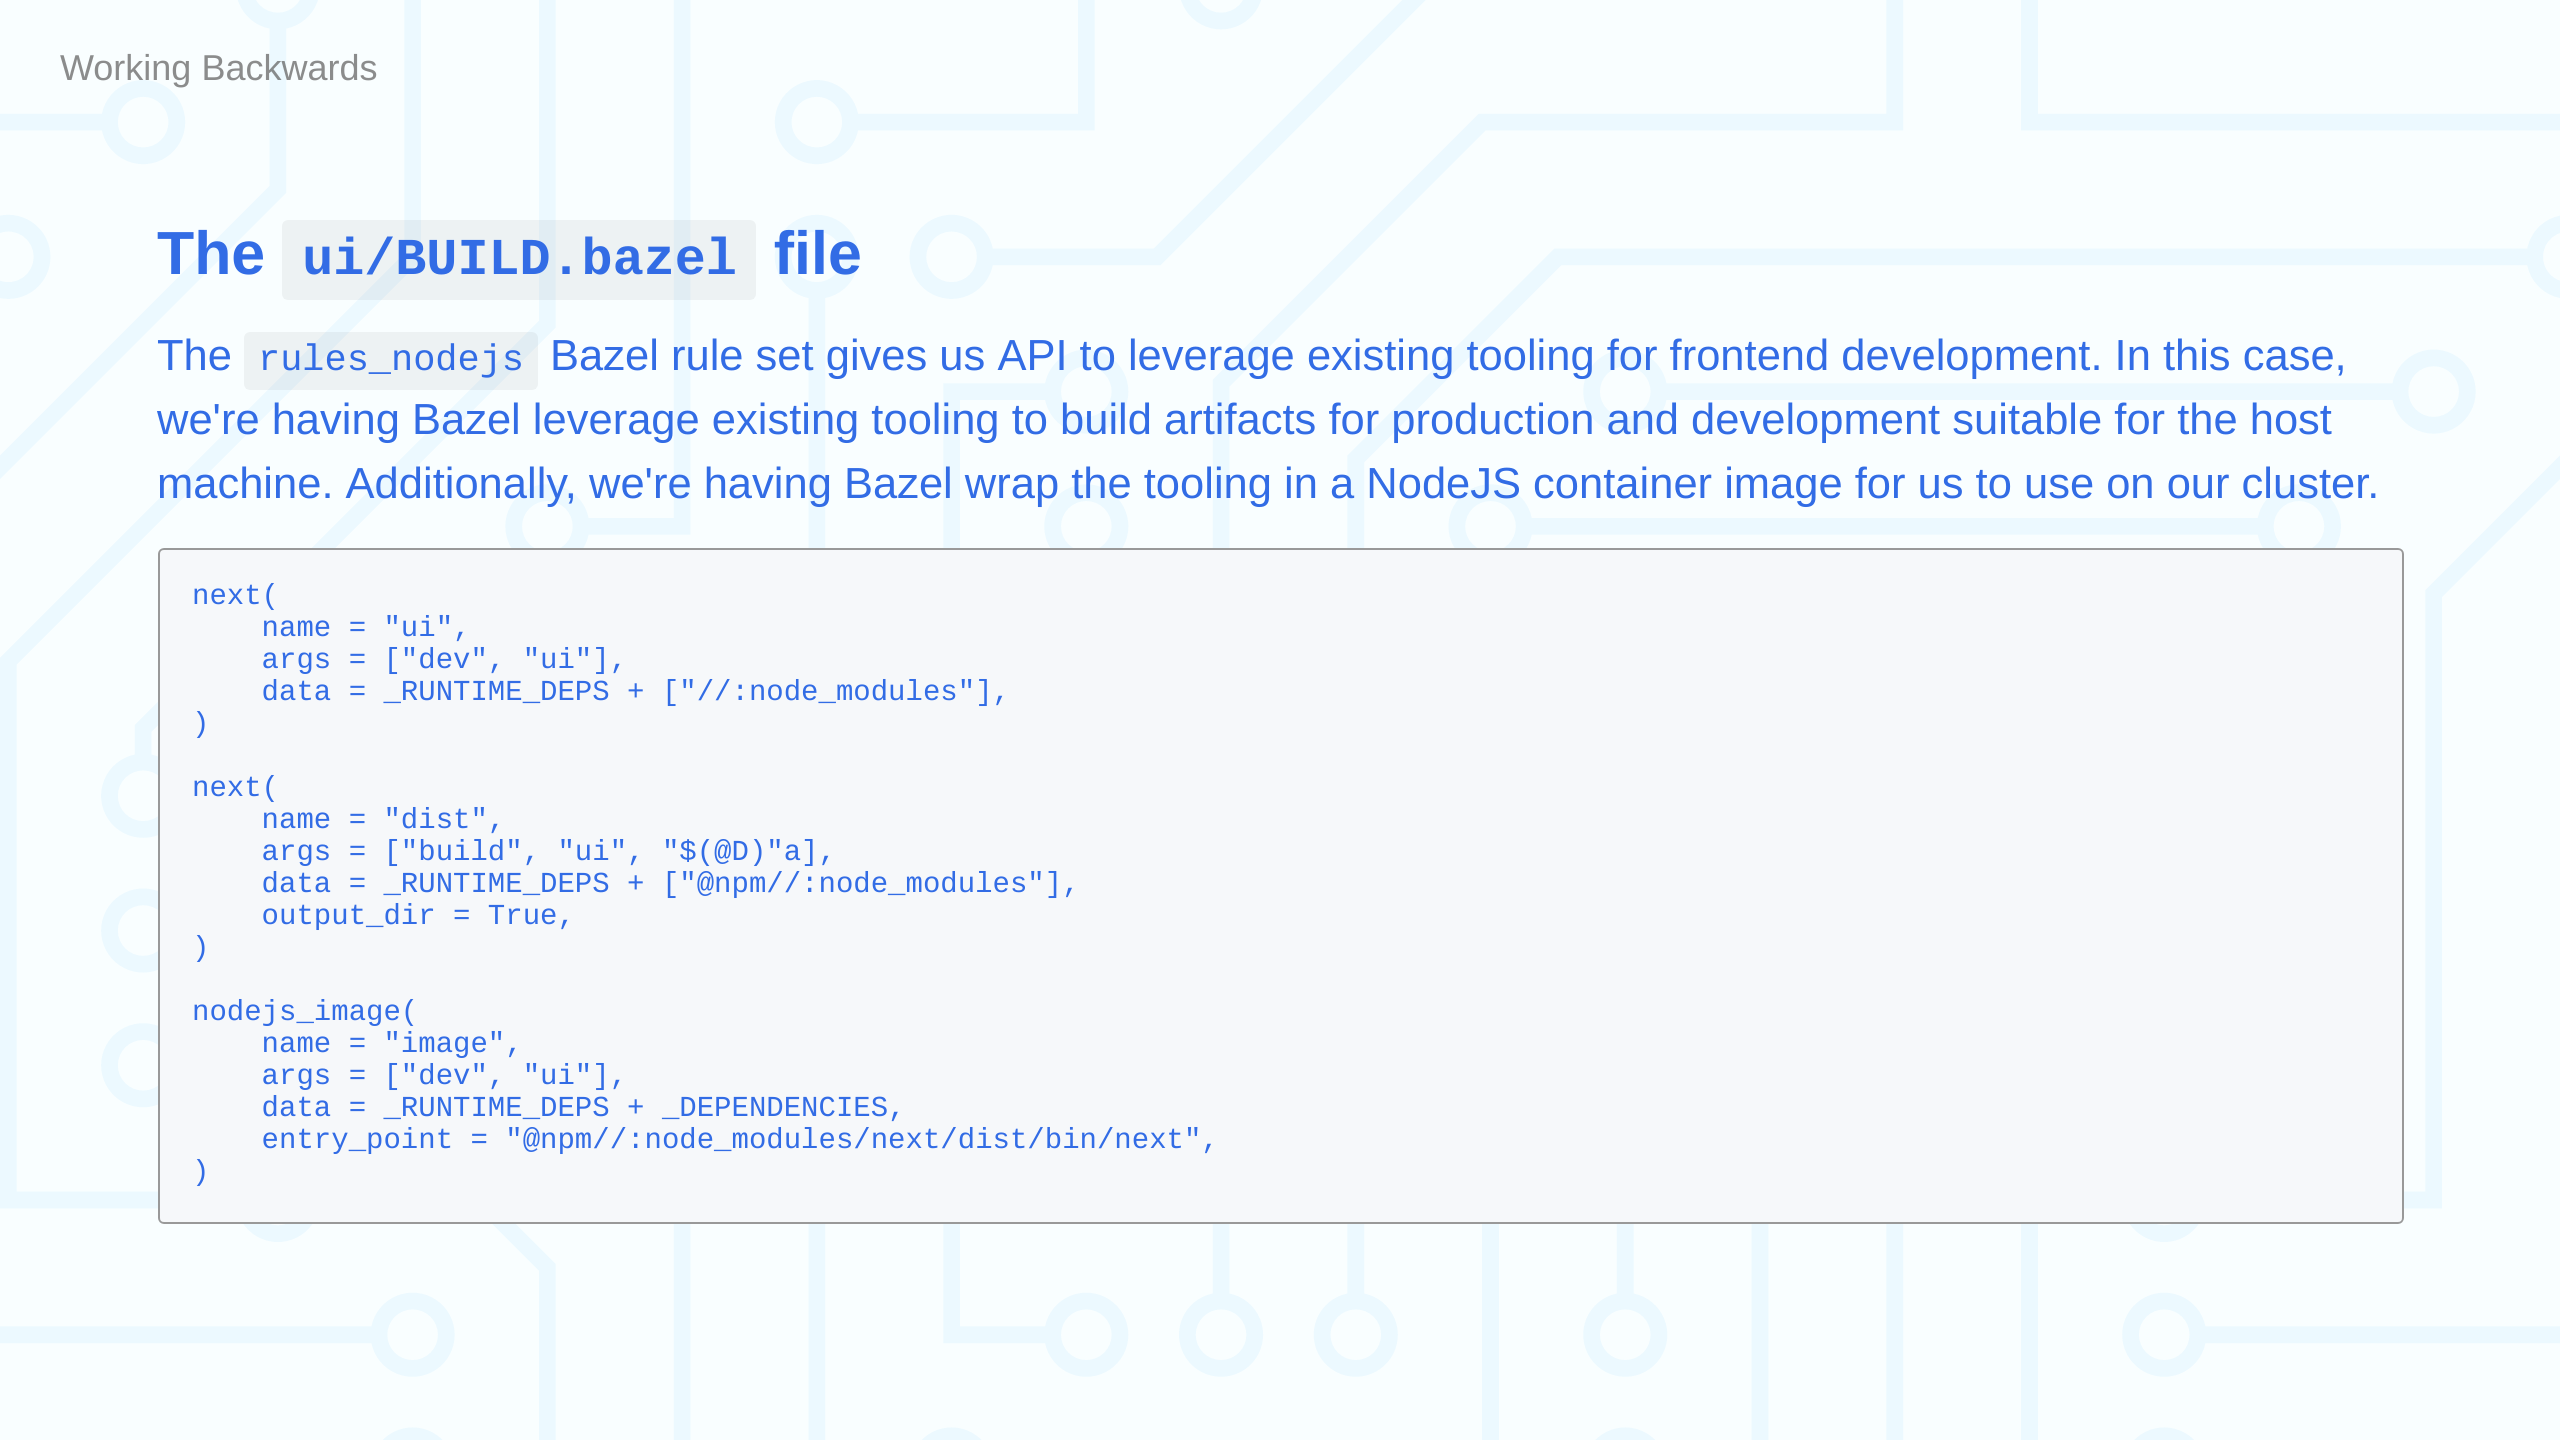 Working Backwards
The ui/BUILD.bazel file
The rules_nodejs Bazel rule set gives us API to leverage existing tooling for frontend development. In this case,
we're having Bazel leverage existing tooling to build artifacts for production and development suitable for the host
machine. Additionally, we're having Bazel wrap the tooling in a NodeJS container image for us to use on our cluster.
next(
    name = "ui",
    args = ["dev", "ui"],
    data = _RUNTIME_DEPS + ["//:node_modules"],
)
next(
    name = "dist",
    args = ["build", "ui", "$(@D)"a],
    data = _RUNTIME_DEPS + ["@npm//:node_modules"],
    output_dir = True,
)
nodejs_image(
    name = "image",
    args = ["dev", "ui"],
    data = _RUNTIME_DEPS + _DEPENDENCIES,
    entry_point = "@npm//:node_modules/next/dist/bin/next",
)